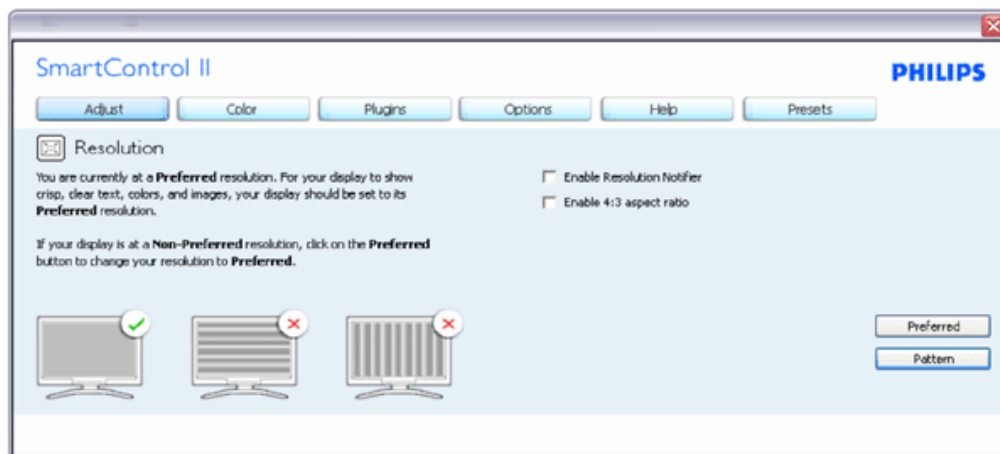 SmartControl II
PHILIPS
Adjust
Color
Plugins
Options
Help
Presets
Resolution
You are currently at a Preferred resolution. For your display to show
crisp, clear text, colors, and images, your display should be set to its
Preferred resolution.
If your display is at a Non-Preferred resolution, click on the Preferred
button to change your resolution to Preferred.
Enable Resolution Notifier
Enable 4:3 aspect ratio
Preferred
Pattern